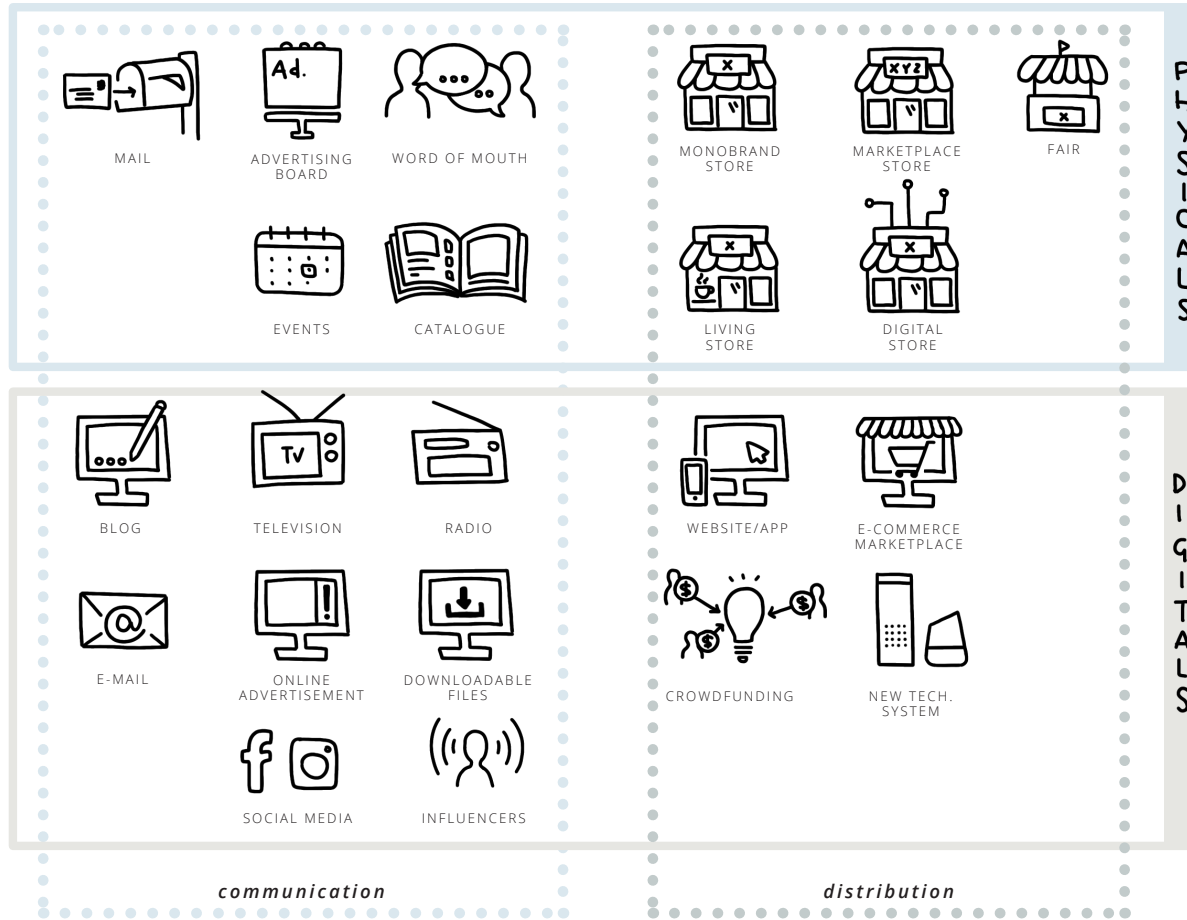 Ad.
MAIL
ADVERTISING
BOARD
WORD OF MOUTH
EVENTS
CATALOGUE
X
MONOBRAND
STORE
XYZ
MARKETPLACE
STORE
X
FAIR
X
LIVING
STORE
X
DIGITAL
STORE
PHYSICALS
BLOG
TV
TELEVISION
RADIO
@
E-MAIL
!
ONLINE
ADVERTISEMENT
DOWNLOADABLE
FILES
f
SOCIAL MEDIA
INFLUENCERS
WEBSITE/APP
E-COMMERCE
MARKETPLACE
$
$
$
CROWDFUNDING
NEW TECH.
SYSTEM
DIGITALS
communication
distribution